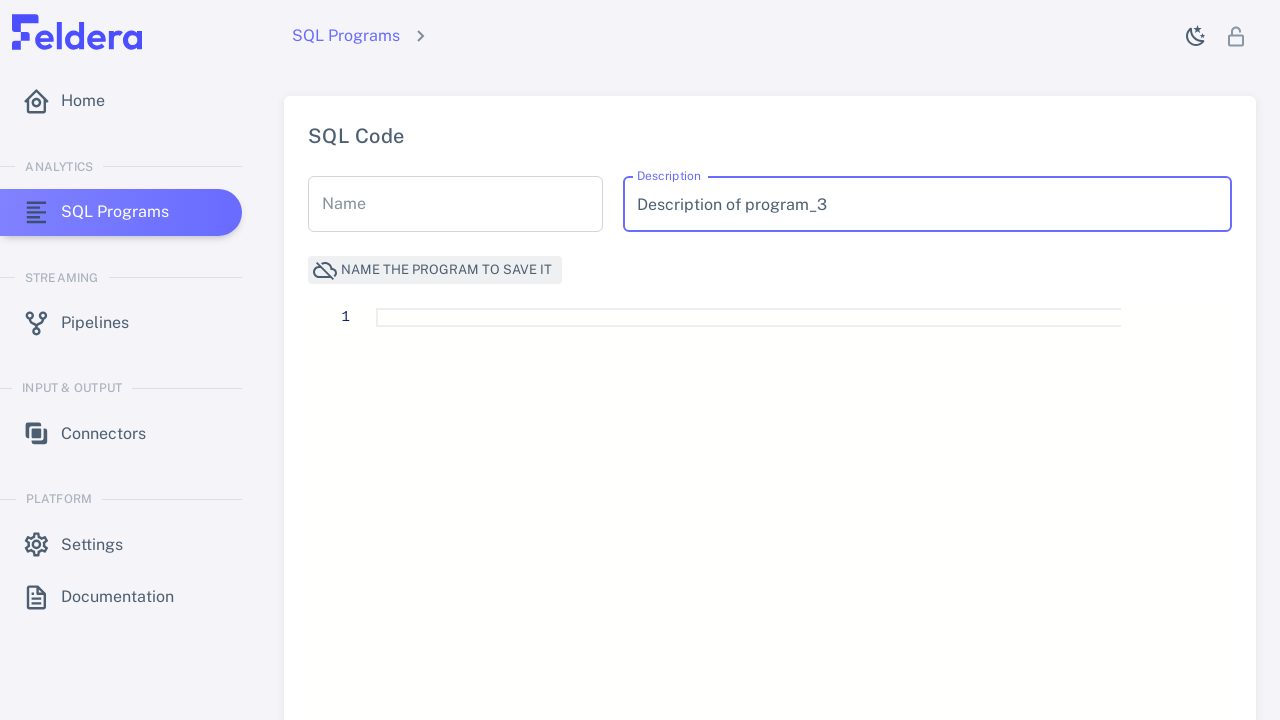 Feldera
SQL Programs
Home
ANALYTICS
SQL Programs
STREAMING
Pipelines
INPUT & OUTPUT
Connectors
PLATFORM
Settings
Documentation
SQL Code
Name
Description
Description of program_3
NAME THE PROGRAM TO SAVE IT
1